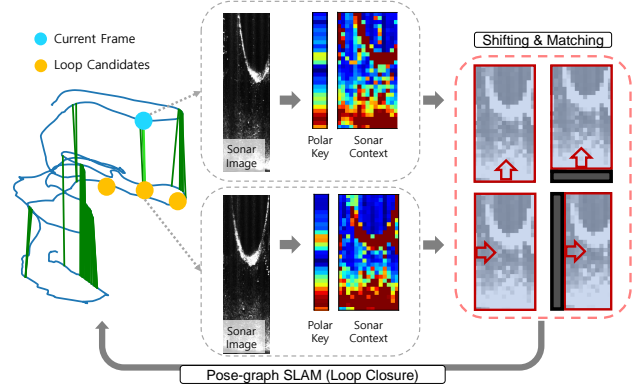 Current Frame
Loop Candidates
Sonar
Image
Polar
Key
Sonar
Context
Shifting & Matching
Sonar
Image
Polar
Key
Sonar
Context
Pose-graph SLAM (Loop Closure)